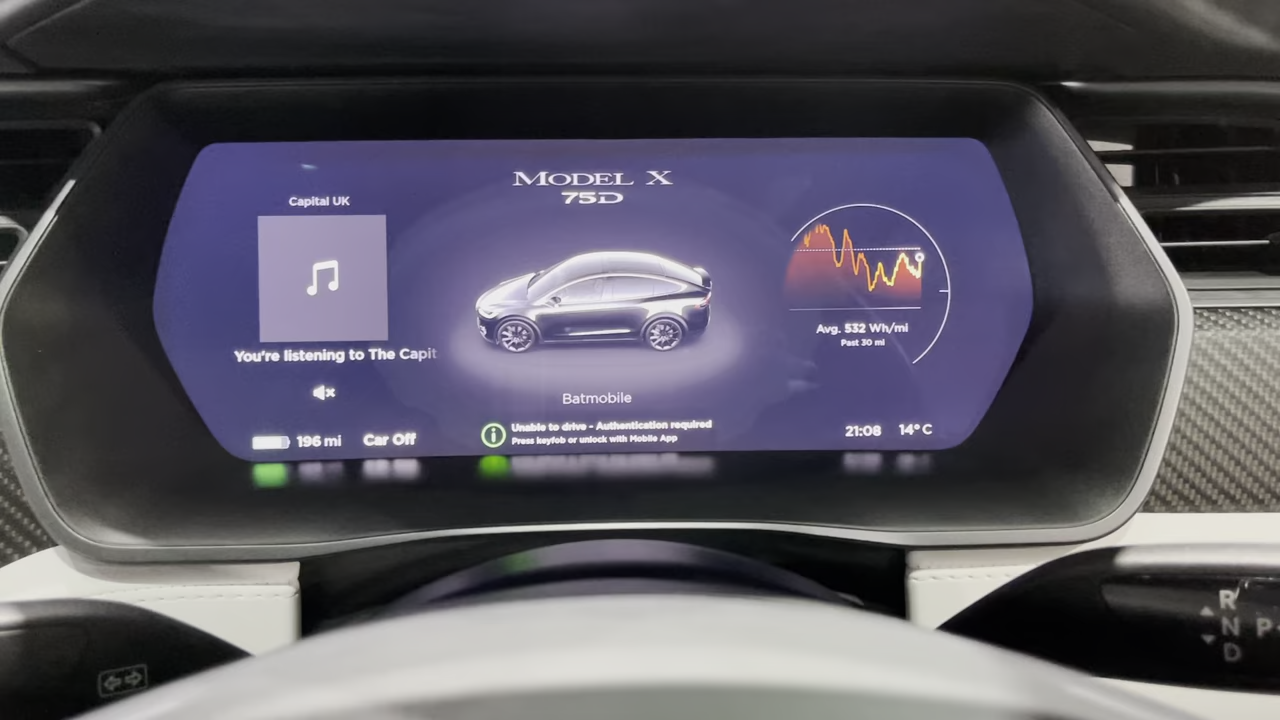 MODEL X
75D
Capital UK
You're listening to The Capit
Avg. 532 Wh/mi
Past 30 mi
Batmobile
196 mi Car Off
Unable to drive - Authentication required
Press keyfob or unlock with Mobile App
21:08 14°C
R
N P
D